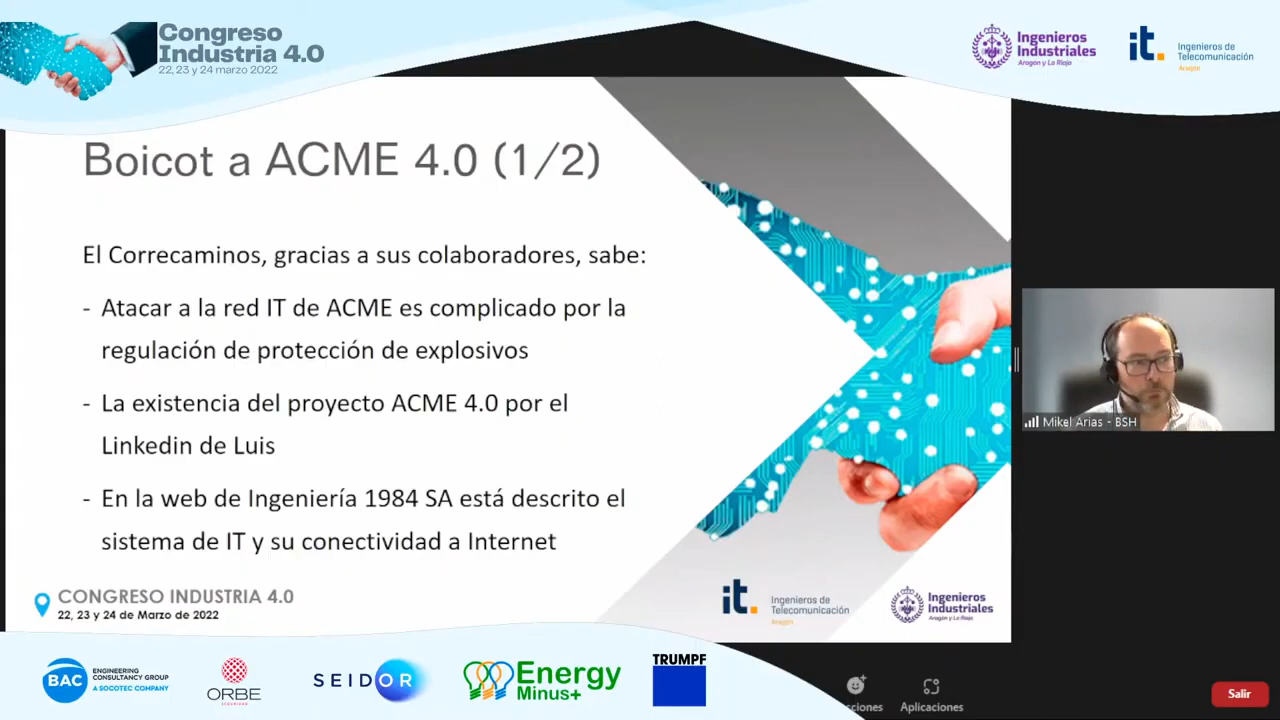 Congreso
Industria 4.0
22, 23 y 24 marzo 2022
Ingenieros
Industriales
Aragón y La Rioja
it.
Ingenieros de
Telecomunicación
Aragón
Boicot a ACME 4.0 (1/2)
El Correcaminos, gracias a sus colaboradores, sabe:
- Atacar a la red IT de ACME es complicado por la
regulación de protección de explosivos
- La existencia del proyecto ACME 4.0 por el
Linkedin de Luis
- En la web de Ingeniería 1984 SA está descrito el
sistema de IT y su conectividad a Internet
Mikel Arias - BSH
CONGRESO INDUSTRIA 4.0
22, 23 y 24 de Marzo de 2022
it.
Ingenieros de
Telecomunicación
Aragón
Ingenieros
Industriales
Aragón y La Rioja
BAC
ENGINEERING
CONSULTANCY GROUP
A SOCOTEC COMPANY
ORBE
SEGURIDAD
SEIDOR
Energy
Minus+
TRUMPF
cciones
Aplicaciones
Salir